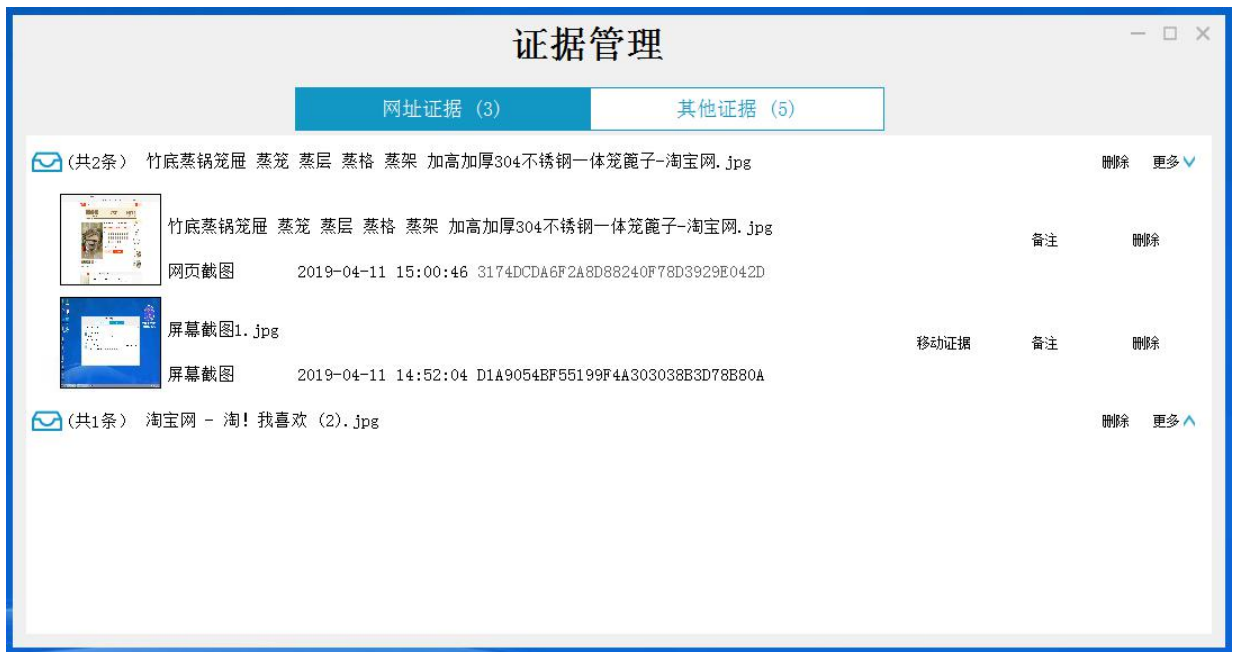 证据管理
网址证据 (3) 其他证据 (5)
(共2条) 竹底蒸锅笼屉 蒸笼 蒸层 蒸格 蒸架 加高加厚304不锈钢一体笼篦子-淘宝网.jpg 删除 更多
竹底蒸锅笼屉 蒸笼 蒸层 蒸格 蒸架 加高加厚304不锈钢一体笼篦子-淘宝网.jpg
备注 删除
网页截图 2019-04-11 15:00:46 3174DCDA6F2A8D88240F78D3929E042D
屏幕截图1.jpg
移动证据 备注 删除
屏幕截图 2019-04-11 14:52:04 D1A9054BF55199F4A303038B3D78B80A
(共1条) 淘宝网 - 淘！我喜欢 (2).jpg 删除 更多